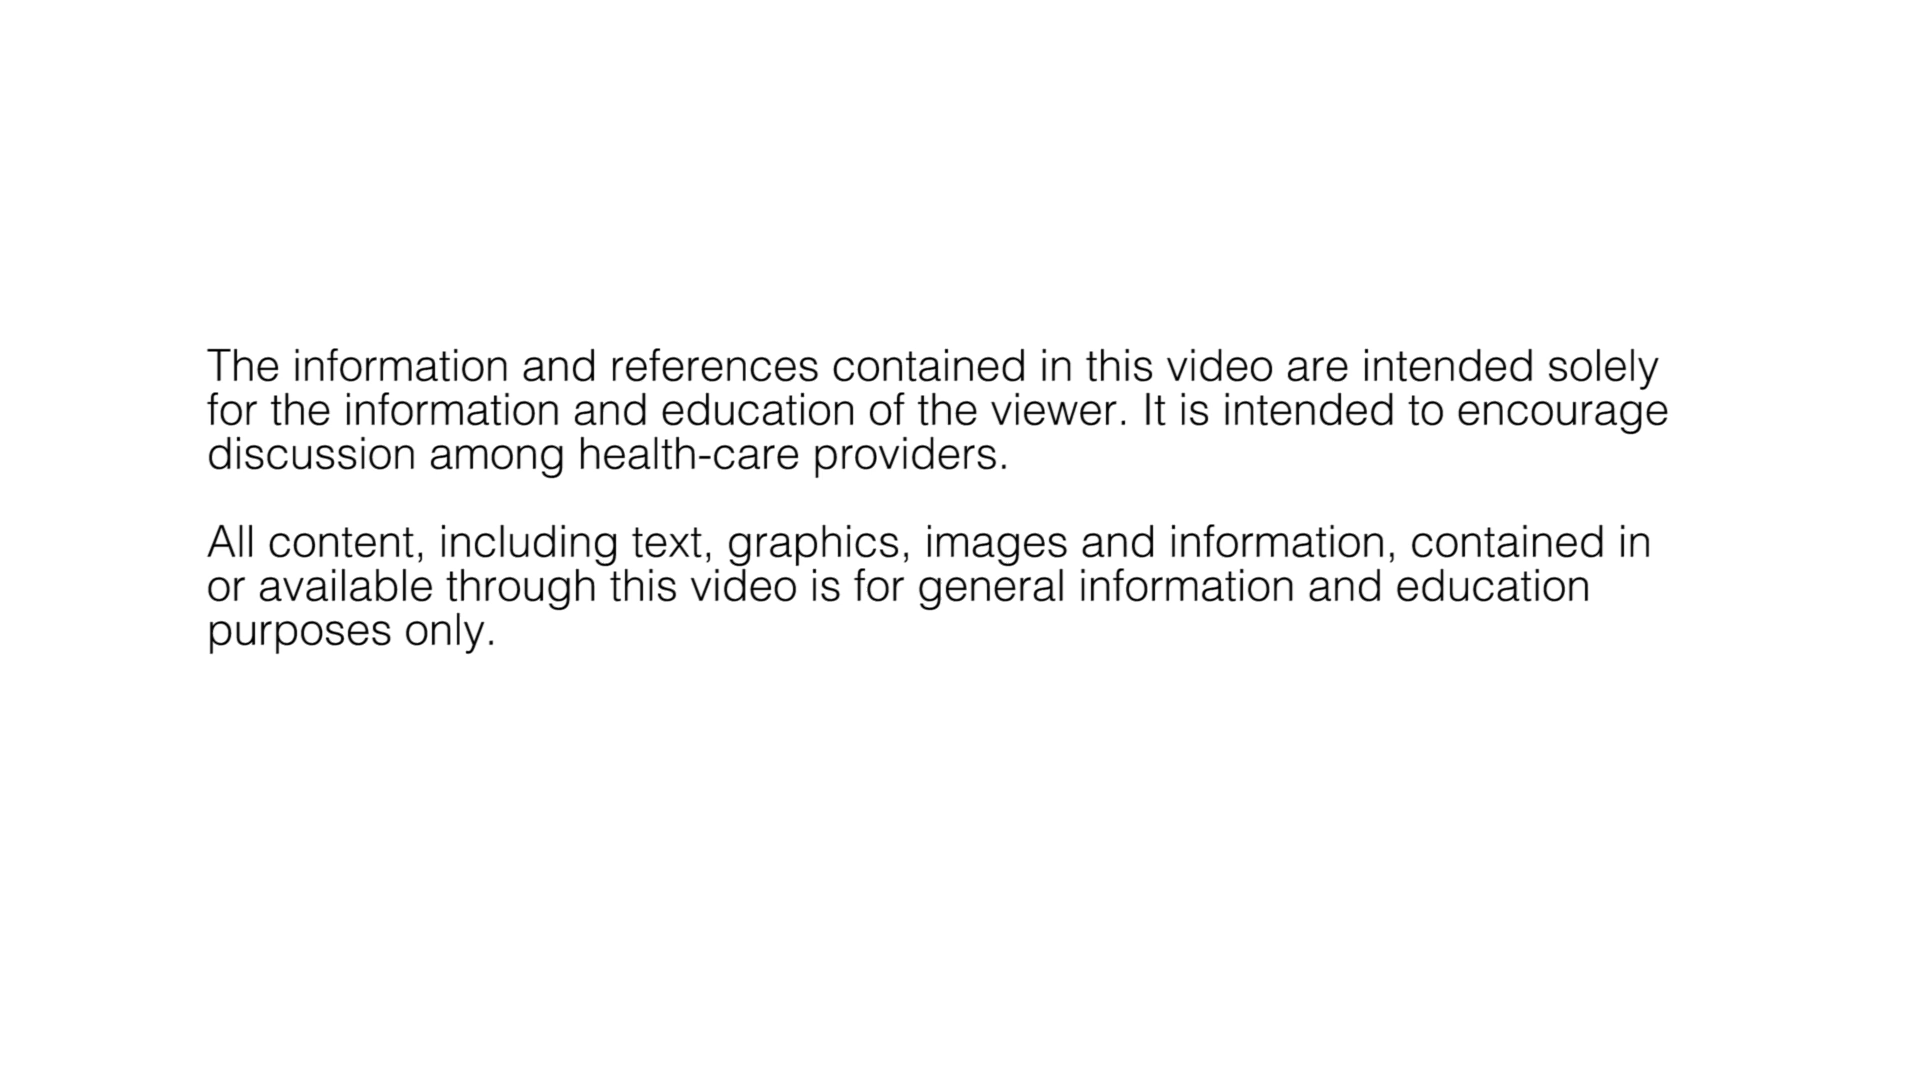 The information and references contained in this video are intended solely
for the information and education of the viewer. It is intended to encourage
discussion among health-care providers.
All content, including text, graphics, images and information, contained in
or available through this video is for general information and education
purposes only.